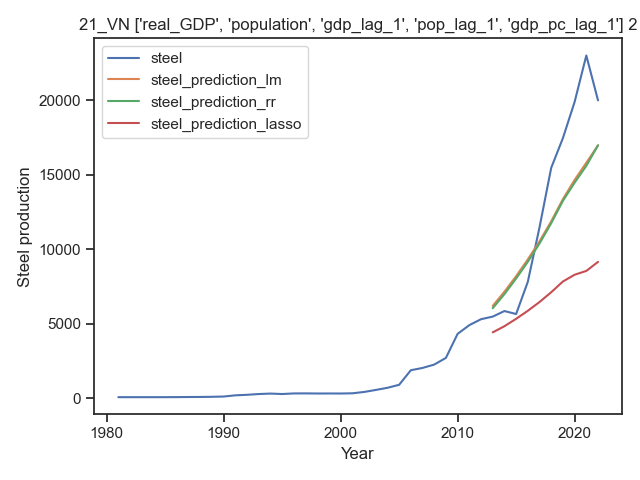 21_VN ['real_GDP', 'population', 'gdp_lag_1', 'pop_lag_1', 'gdp_pc_lag_1'] 2
steel
steel_prediction_lm
steel_prediction_rr
steel_prediction_lasso
Steel production
20000
15000
10000
5000
0
1980
1990
2000
2010
2020
Year